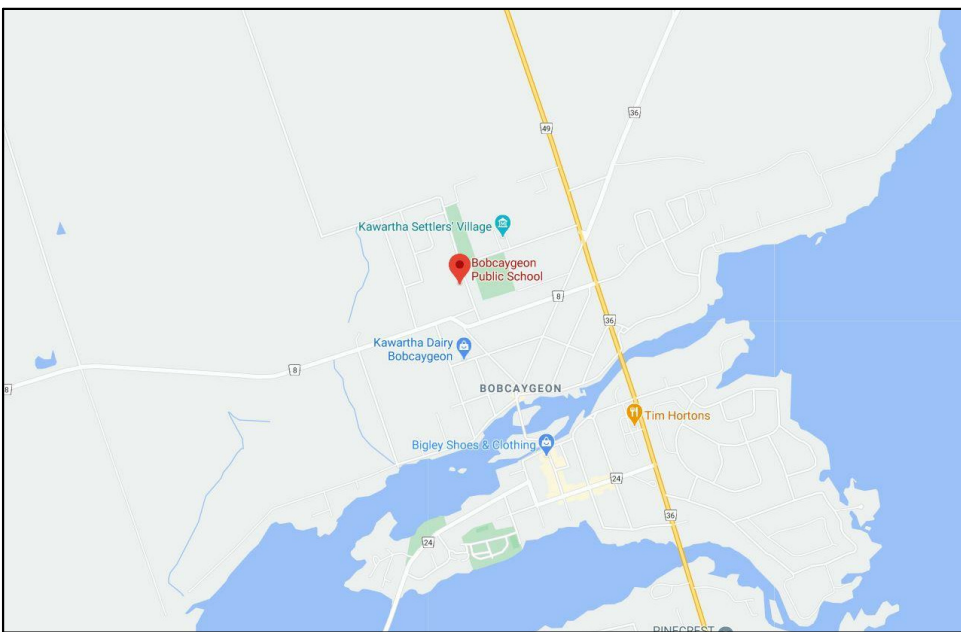 36
49
Kawartha Settlers' Village
Bobcaygeon
Public School
8
36
8
Kawartha Dairy
Bobcaygeon
BOBCAYGEON
Tim Hortons
Bigley Shoes & Clothing
24
36
24